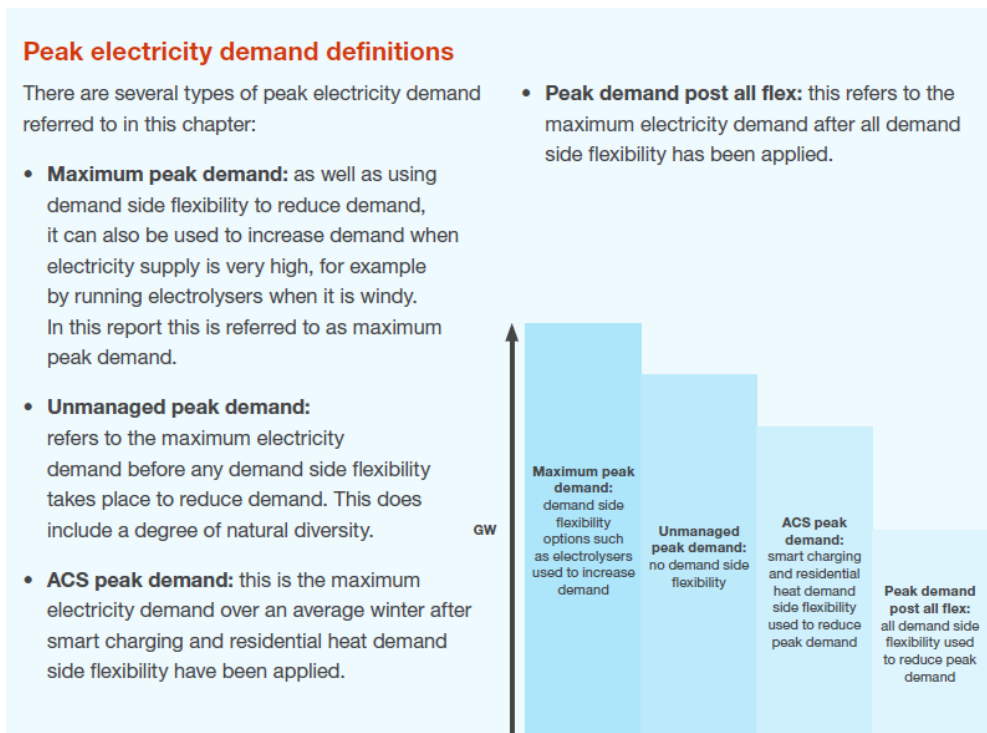 Peak electricity demand definitions
There are several types of peak electricity demand
referred to in this chapter:
• Maximum peak demand: as well as using
demand side flexibility to reduce demand,
it can also be used to increase demand when
electricity supply is very high, for example
by running electrolysers when it is windy.
In this report this is referred to as maximum
peak demand.
• Unmanaged peak demand:
refers to the maximum electricity
demand before any demand side flexibility
takes place to reduce demand. This does
include a degree of natural diversity.
• ACS peak demand: this is the maximum
electricity demand over an average winter after
smart charging and residential heat demand
side flexibility have been applied.
• Peak demand post all flex: this refers to the
maximum electricity demand after all demand
side flexibility has been applied.
GW
Maximum peak
demand:
demand side
flexibility
options such
as electrolysers
used to increase
demand
Unmanaged
peak demand:
no demand side
flexibility
ACS peak
demand:
smart charging
and residential
heat demand
side flexibility
used to reduce
peak demand
Peak demand
post all flex:
all demand side
flexibility used
to reduce peak
demand